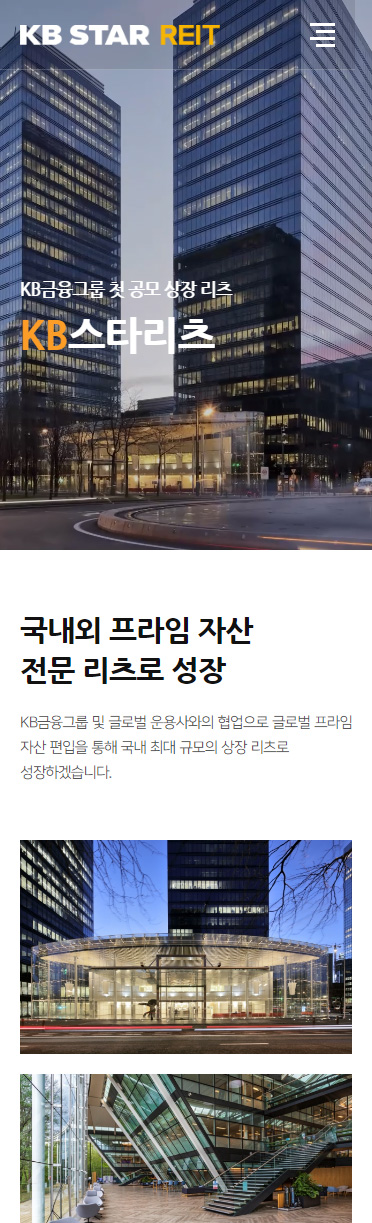 KB STAR REIT
KB금융그룹 첫 공모 상장 리츠
KB스타리츠
국내외 프라임 자산
전문 리츠로 성장
KB금융그룹 및 글로벌 운용사와의 협업으로 글로벌 프라임
자산 편입을 통해 국내 최대 규모의 상장 리츠로
성장하겠습니다.